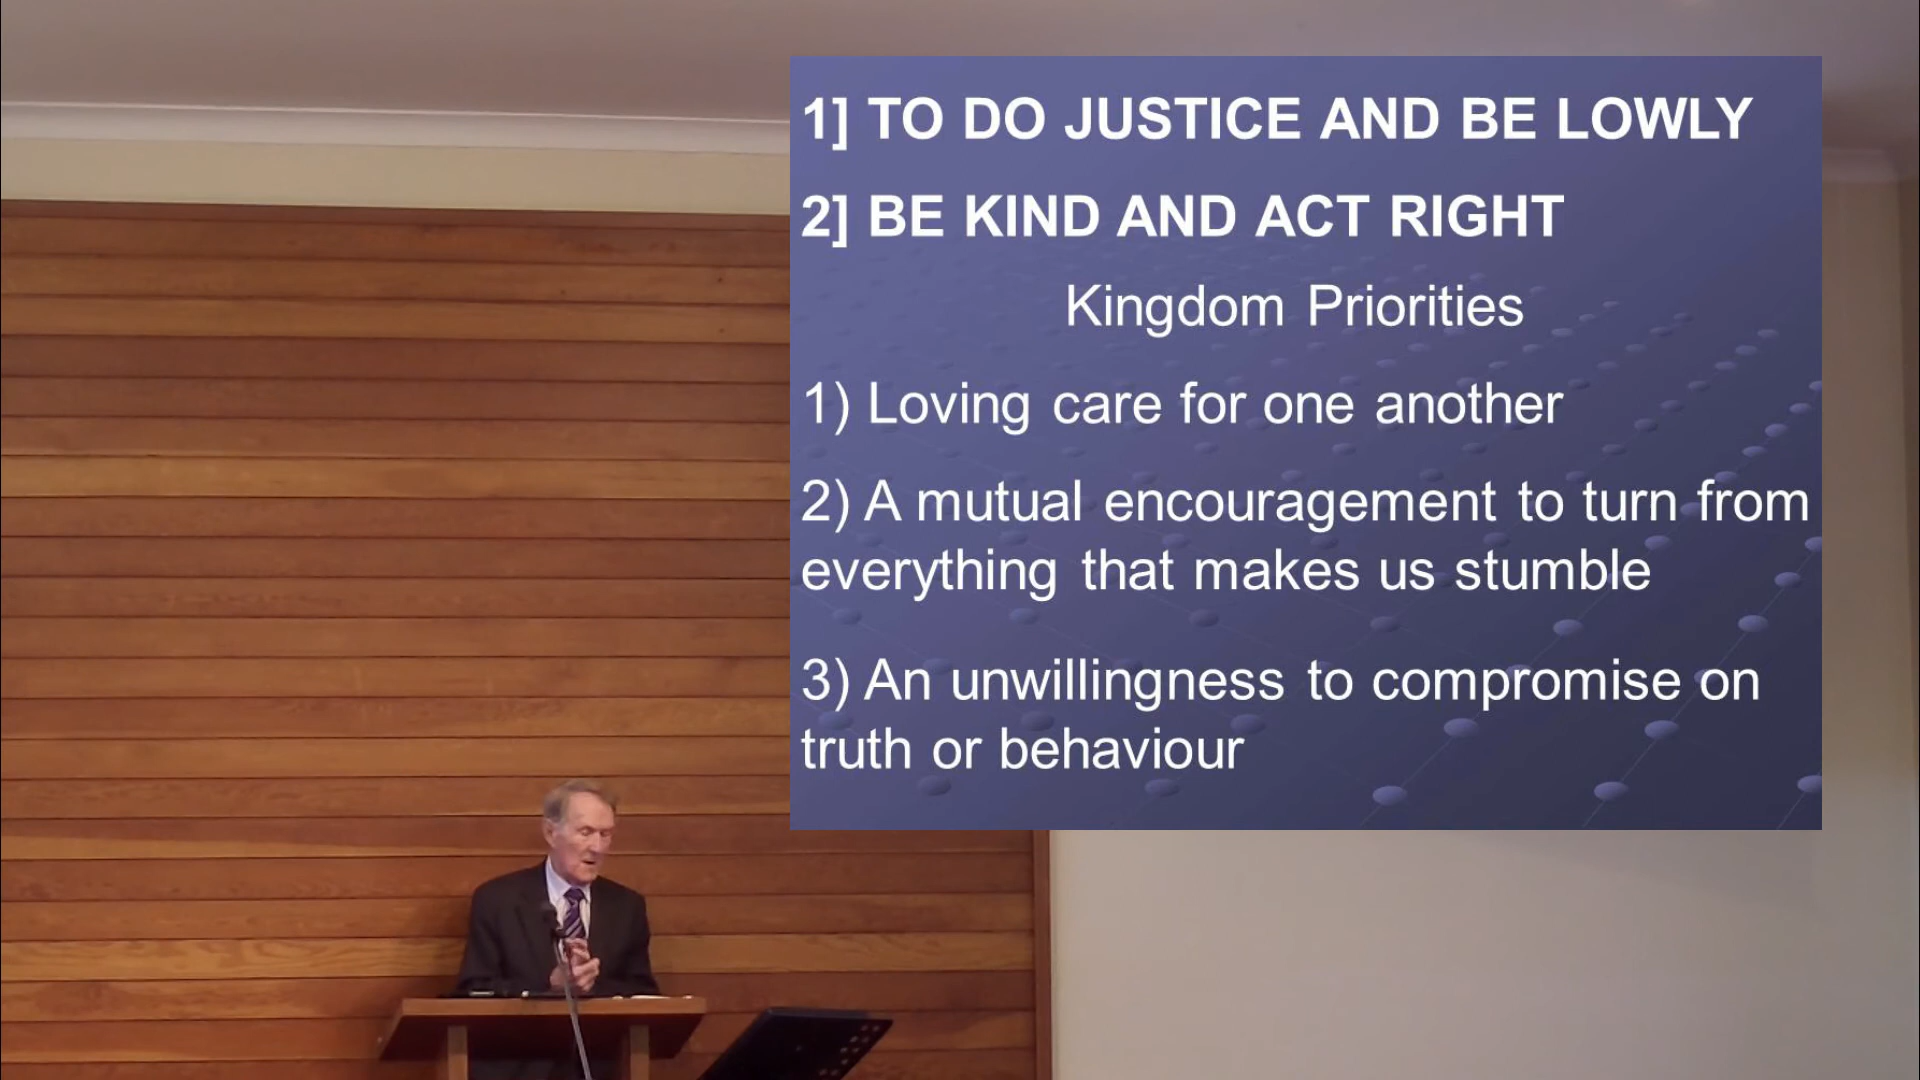 1] TO DO JUSTICE AND BE LOWLY
2] BE KIND AND ACT RIGHT
Kingdom Priorities
1) Loving care for one another
2) A mutual encouragement to turn from
everything that makes us stumble
3) An unwillingness to compromise on
truth or behaviour